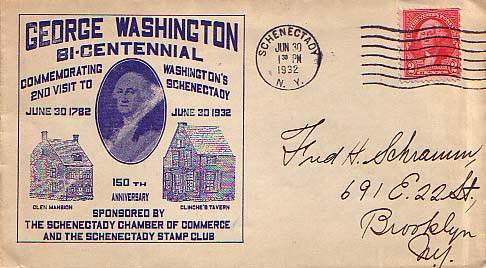 GEORGE WASHINGTON
BI-CENTENNIAL
COMMEMORATING
2ND VISIT TO
WASHINGTON'S
SCHENECTADY
JUNE 30 1782
JUNE 30 1932
GLEN MANSION
150 TH
ANNIVERSARY
CLINCHE'S TAVERN
SPONSORED BY
THE SCHENECTADY CHAMBER OF COMMERCE
AND THE SCHENECTADY STAMP CLUB
SCHENECTADY
JUN 30
1 30 PM
1932
N. Y.
Fred H. Schramm
691 E. 22 St.
Brooklyn
N.Y.